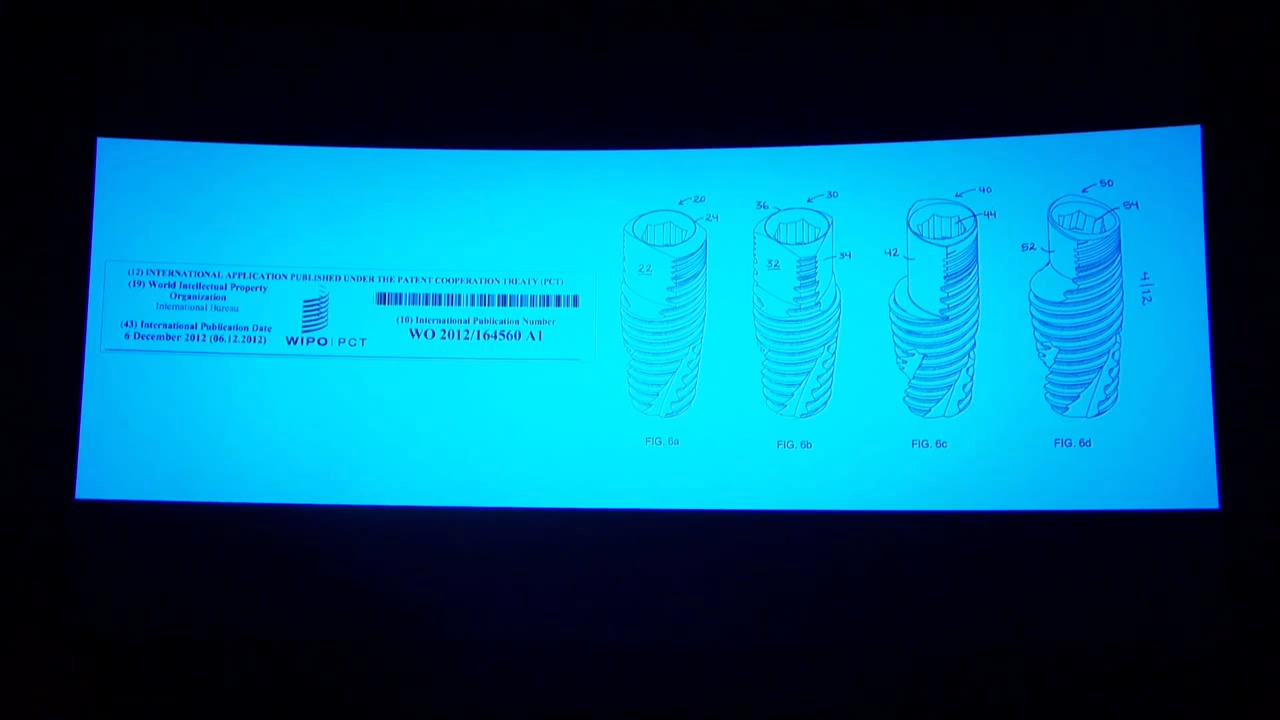 (12) INTERNATIONAL APPLICATION PUBLISHED UNDER THE PATENT COOPERATION TREATY (PCT)
(19) World Intellectual Property
Organization
International Bureau
(43) International Publication Date
6 December 2012 (06.12.2012)
WIPO|PCT
(10) International Publication Number
WO 2012/164560 A1
20
24
22
FIG. 6a
30
36
34
32
FIG. 6b
40
44
42
FIG. 6c
50
54
52
FIG. 6d
4/12